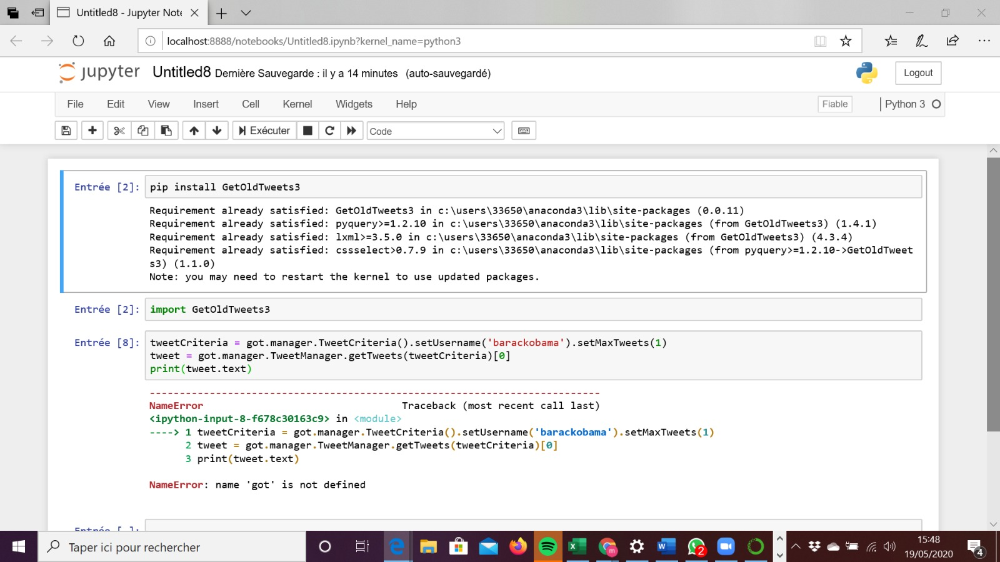 Untitled8 - Jupyter Note
localhost:8888/notebooks/Untitled8.ipynb?kernel_name=python3
jupyter Untitled8 Dernière Sauvegarde : il y a 14 minutes (auto-sauvegardé)
Logout
File Edit View Insert Cell Kernel Widgets Help Fiable Python 3
Exécuter Code
Entrée [2]: pip install GetOldTweets3
Requirement already satisfied: GetOldTweets3 in c:\users\33650\anaconda3\lib\site-packages (0.0.11)
Requirement already satisfied: pyquery>=1.2.10 in c:\users\33650\anaconda3\lib\site-packages (from GetOldTweets3) (1.4.1)
Requirement already satisfied: lxml>=3.5.0 in c:\users\33650\anaconda3\lib\site-packages (from GetOldTweets3) (4.3.4)
Requirement already satisfied: cssselect>0.7.9 in c:\users\33650\anaconda3\lib\site-packages (from pyquery>=1.2.10->GetOldTweet
s3) (1.1.0)
Note: you may need to restart the kernel to use updated packages.
Entrée [2]: import GetOldTweets3
Entrée [8]: tweetCriteria = got.manager.TweetCriteria().setUsername('barackobama').setMaxTweets(1)
tweet = got.manager.TweetManager.getTweets(tweetCriteria)[0]
print(tweet.text)
---------------------------------------------------------------------------
NameError Traceback (most recent call last)
<ipython-input-8-f678c30163c9> in <module>
----> 1 tweetCriteria = got.manager.TweetCriteria().setUsername('barackobama').setMaxTweets(1)
2 tweet = got.manager.TweetManager.getTweets(tweetCriteria)[0]
3 print(tweet.text)
NameError: name 'got' is not defined
Entrée [ ]:
Taper ici pour rechercher
2
15:48
19/05/2020
4